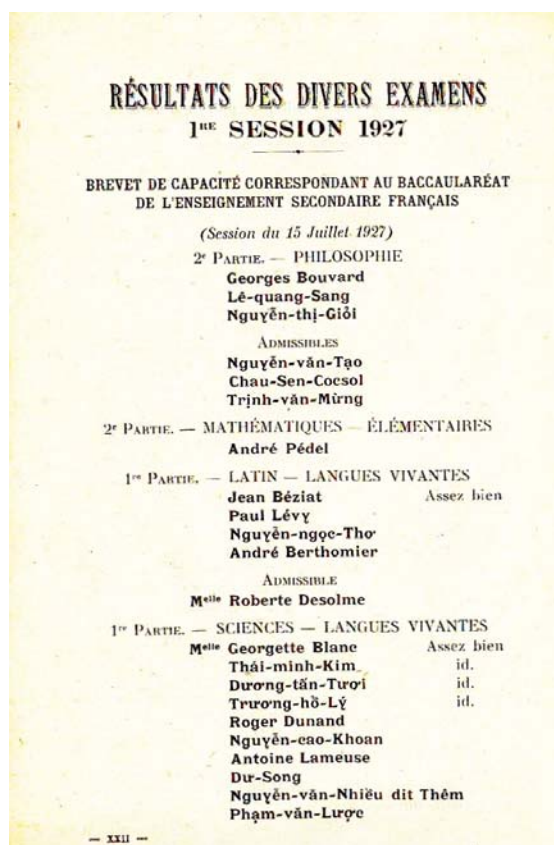 RÉSULTATS DES DIVERS EXAMENS
1RE SESSION 1927
BREVET DE CAPACITÉ CORRESPONDANT AU BACCAULARÉAT
DE L'ENSEIGNEMENT SECONDAIRE FRANÇAIS
(Session du 15 Juillet 1927)
2e PARTIE. — PHILOSOPHIE
Georges Bouvard
Lê-quang-Sang
Nguyễn-thị-Giỏi
ADMISSIBLES
Nguyễn-văn-Tạo
Chau-Sen-Cocsol
Trịnh-văn-Mừng
2e PARTIE. — MATHÉMATIQUES — ÉLÉMENTAIRES
André Pédel
1re PARTIE. — LATIN — LANGUES VIVANTES
Jean Béziat Assez bien
Paul Lévy
Nguyễn-ngọc-Thơ
André Berthomier
ADMISSIBLE
Melle Roberte Desolme
1re PARTIE. — SCIENCES — LANGUES VIVANTES
Melle Georgette Blanc Assez bien
Thái-minh-Kim id.
Dương-tấn-Tươi id.
Trương-hồ-Lý id.
Roger Dunand
Nguyễn-cao-Khoan
Antoine Lameuse
Dư-Song
Nguyễn-văn-Nhiều dit Thêm
Phạm-văn-Lược
— XXII —